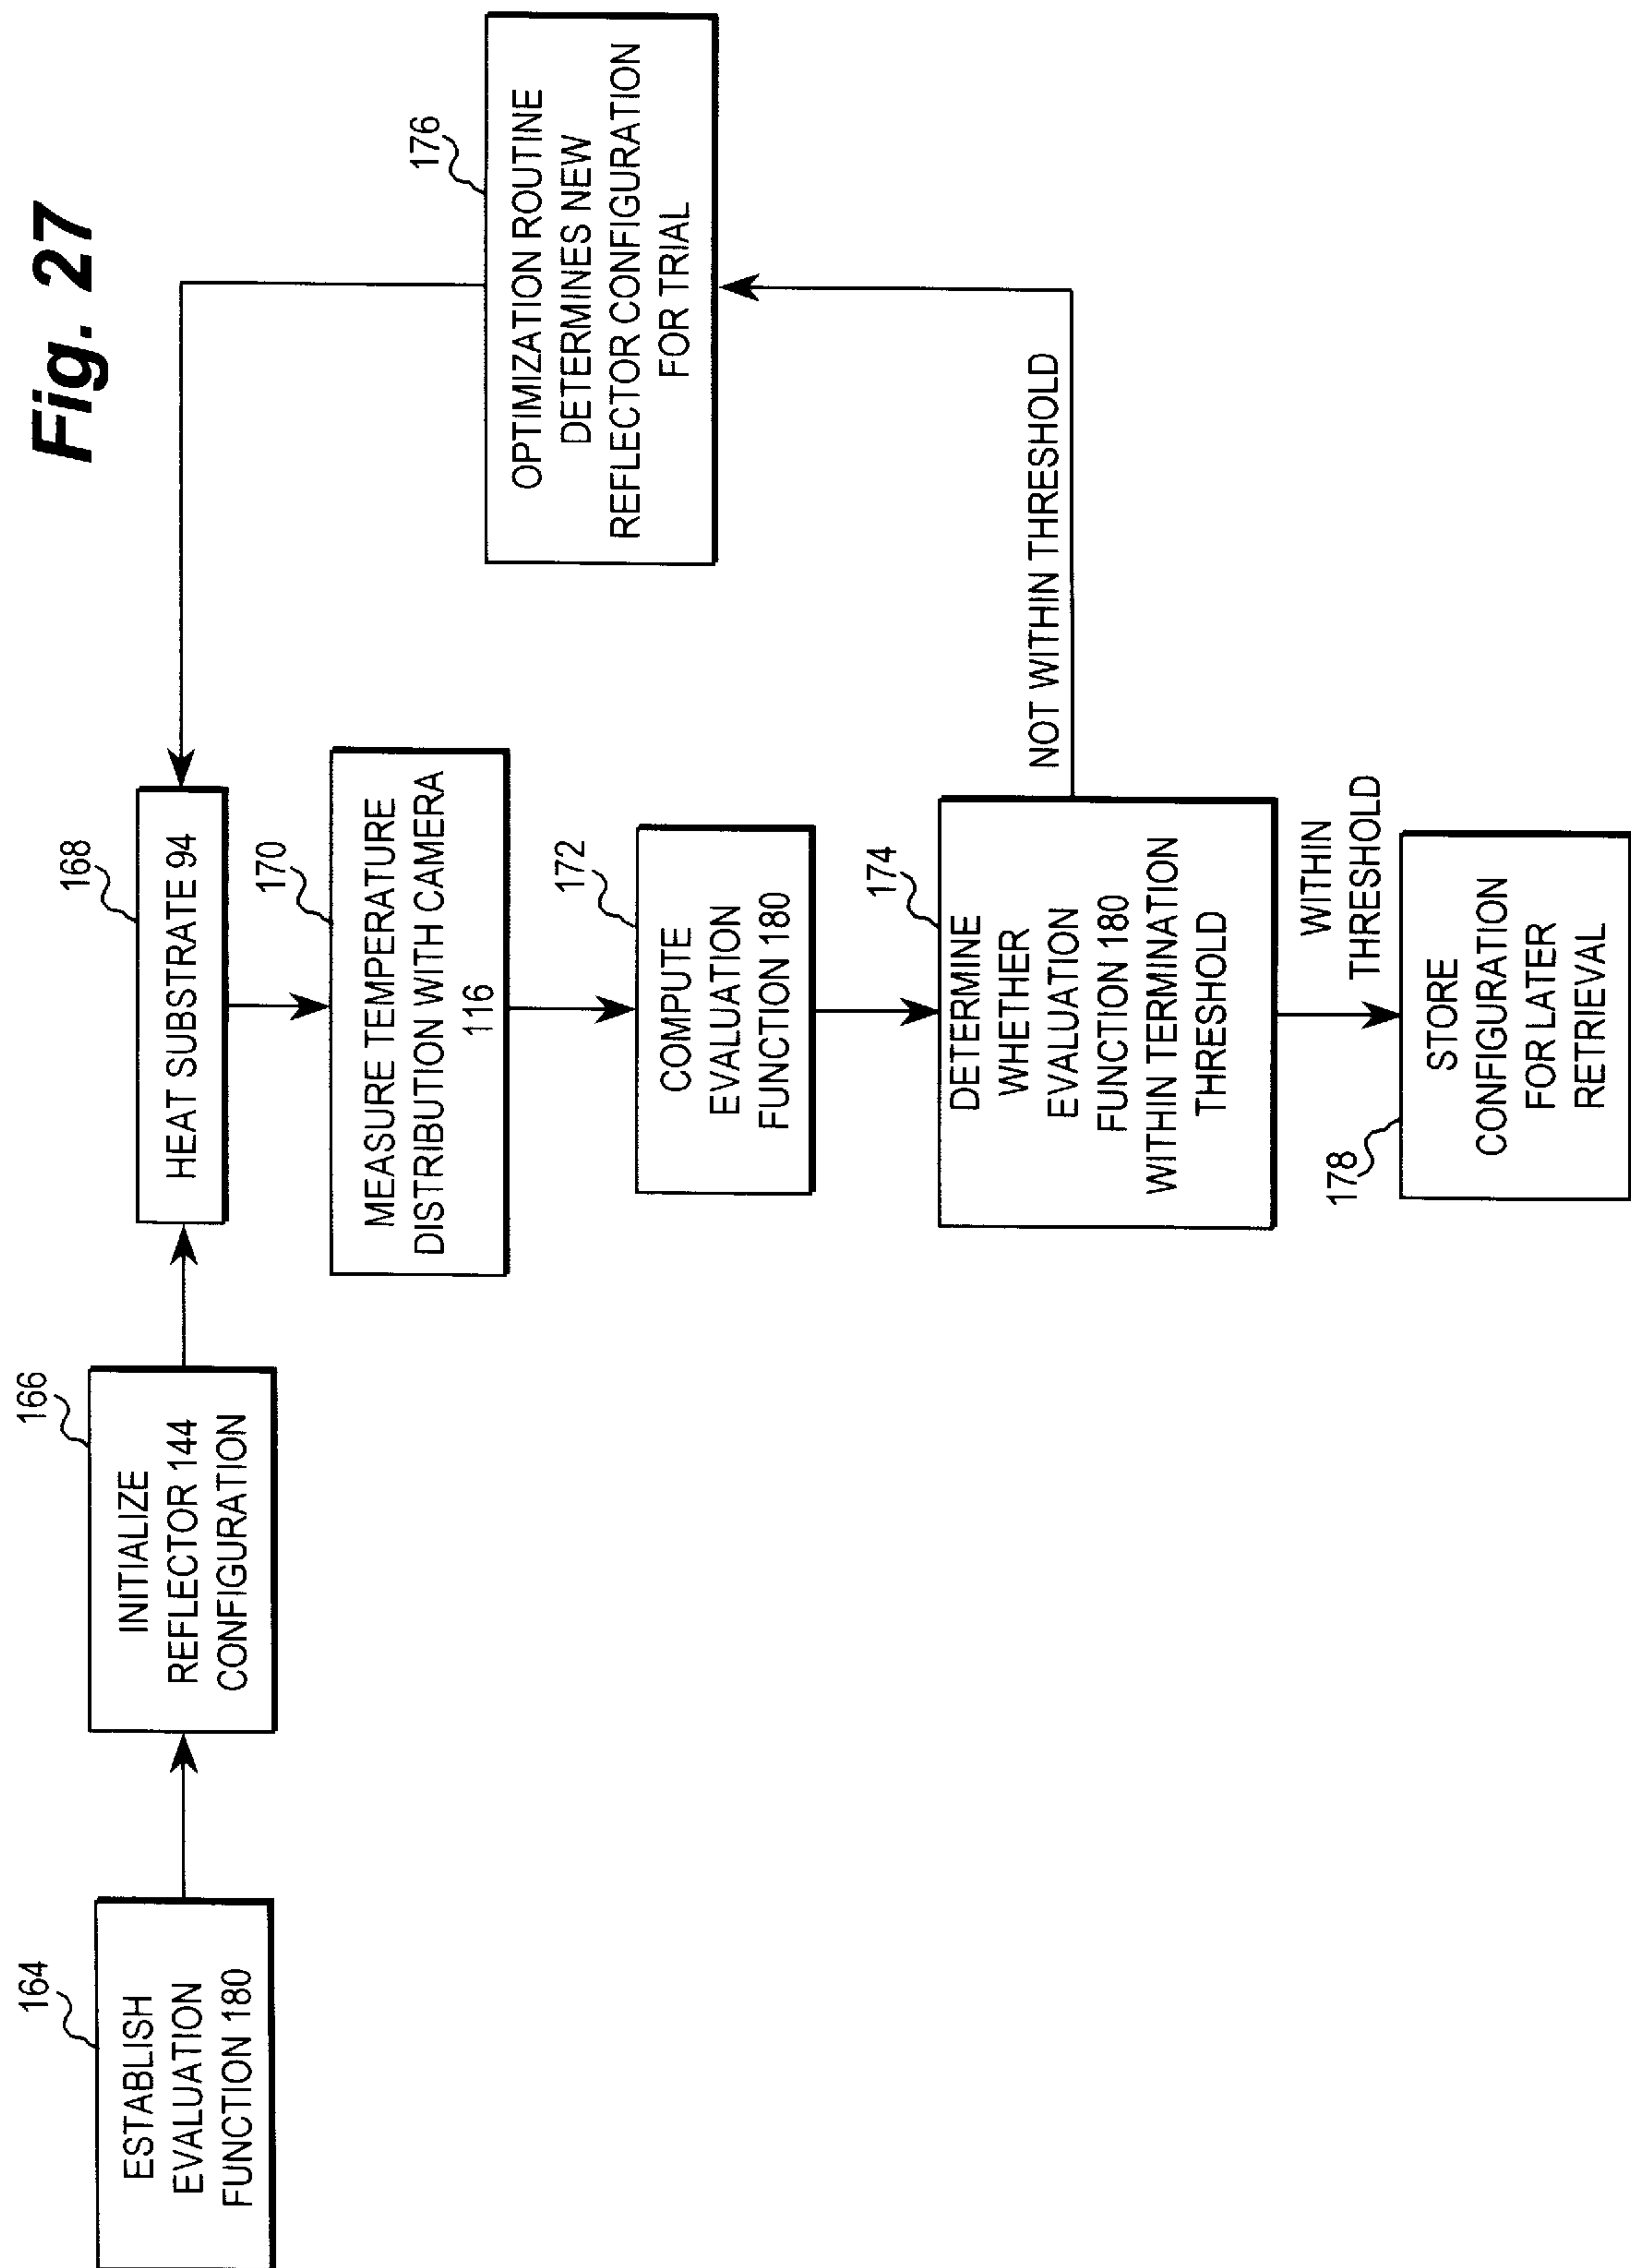 Fig. 27
164
ESTABLISH
EVALUATION
FUNCTION 180
166
INITIALIZE
REFLECTOR 144
CONFIGURATION
168
HEAT SUBSTRATE 94
170
MEASURE TEMPERATURE
DISTRIBUTION WITH CAMERA
116
172
COMPUTE
EVALUATION
FUNCTION 180
174
DETERMINE
WHETHER
EVALUATION
FUNCTION 180
WITHIN TERMINATION
THRESHOLD
NOT WITHIN THRESHOLD
176
OPTIMIZATION ROUTINE
DETERMINES NEW
REFLECTOR CONFIGURATION
FOR TRIAL
WITHIN
THRESHOLD
178
STORE
CONFIGURATION
FOR LATER
RETRIEVAL